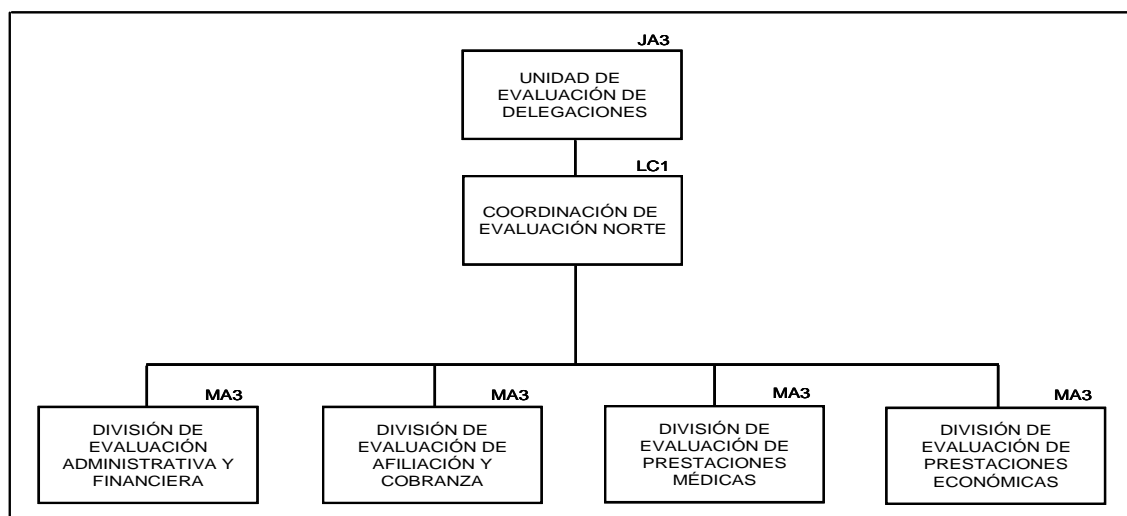 JA3
UNIDAD DE
EVALUACIÓN DE
DELEGACIONES
LC1
COORDINACIÓN DE
EVALUACIÓN NORTE
MA3
DIVISIÓN DE
EVALUACIÓN
ADMINISTRATIVA Y
FINANCIERA
MA3
DIVISIÓN DE
EVALUACIÓN DE
AFILIACIÓN Y
COBRANZA
MA3
DIVISIÓN DE
EVALUACIÓN DE
PRESTACIONES
MÉDICAS
MA3
DIVISIÓN DE
EVALUACIÓN DE
PRESTACIONES
ECONÓMICAS